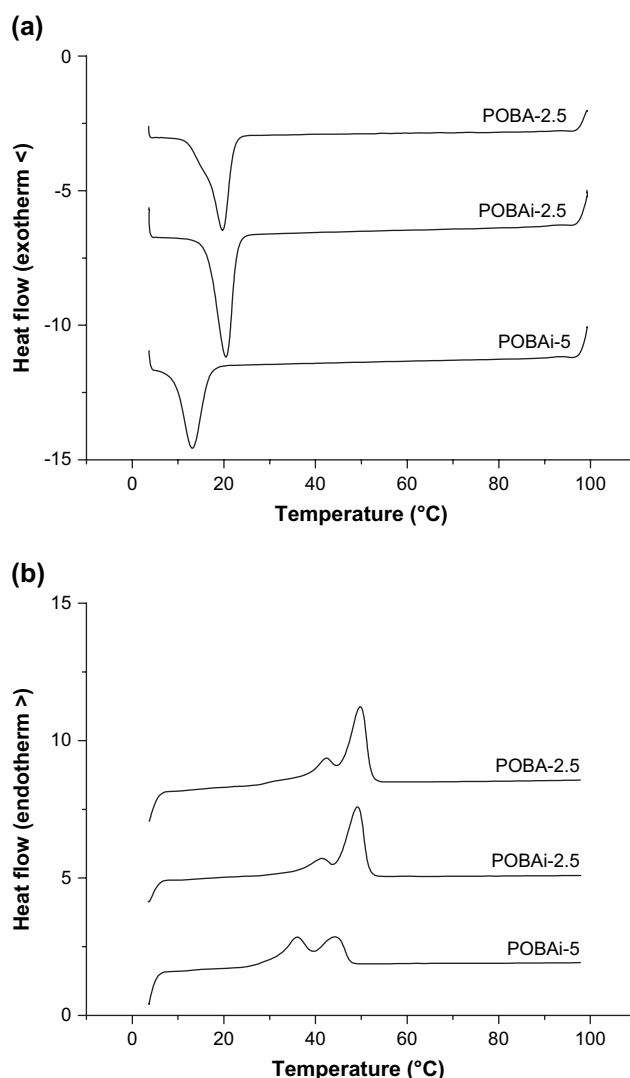 (a)
0
-5
-10
-15
Heat flow (exotherm <)
POBA-2.5
POBAi-2.5
POBAi-5
0 20 40 60 80 100
Temperature (°C)
(b)
15
10
5
0
Heat flow (endotherm >)
POBA-2.5
POBAi-2.5
POBAi-5
0 20 40 60 80 100
Temperature (°C)